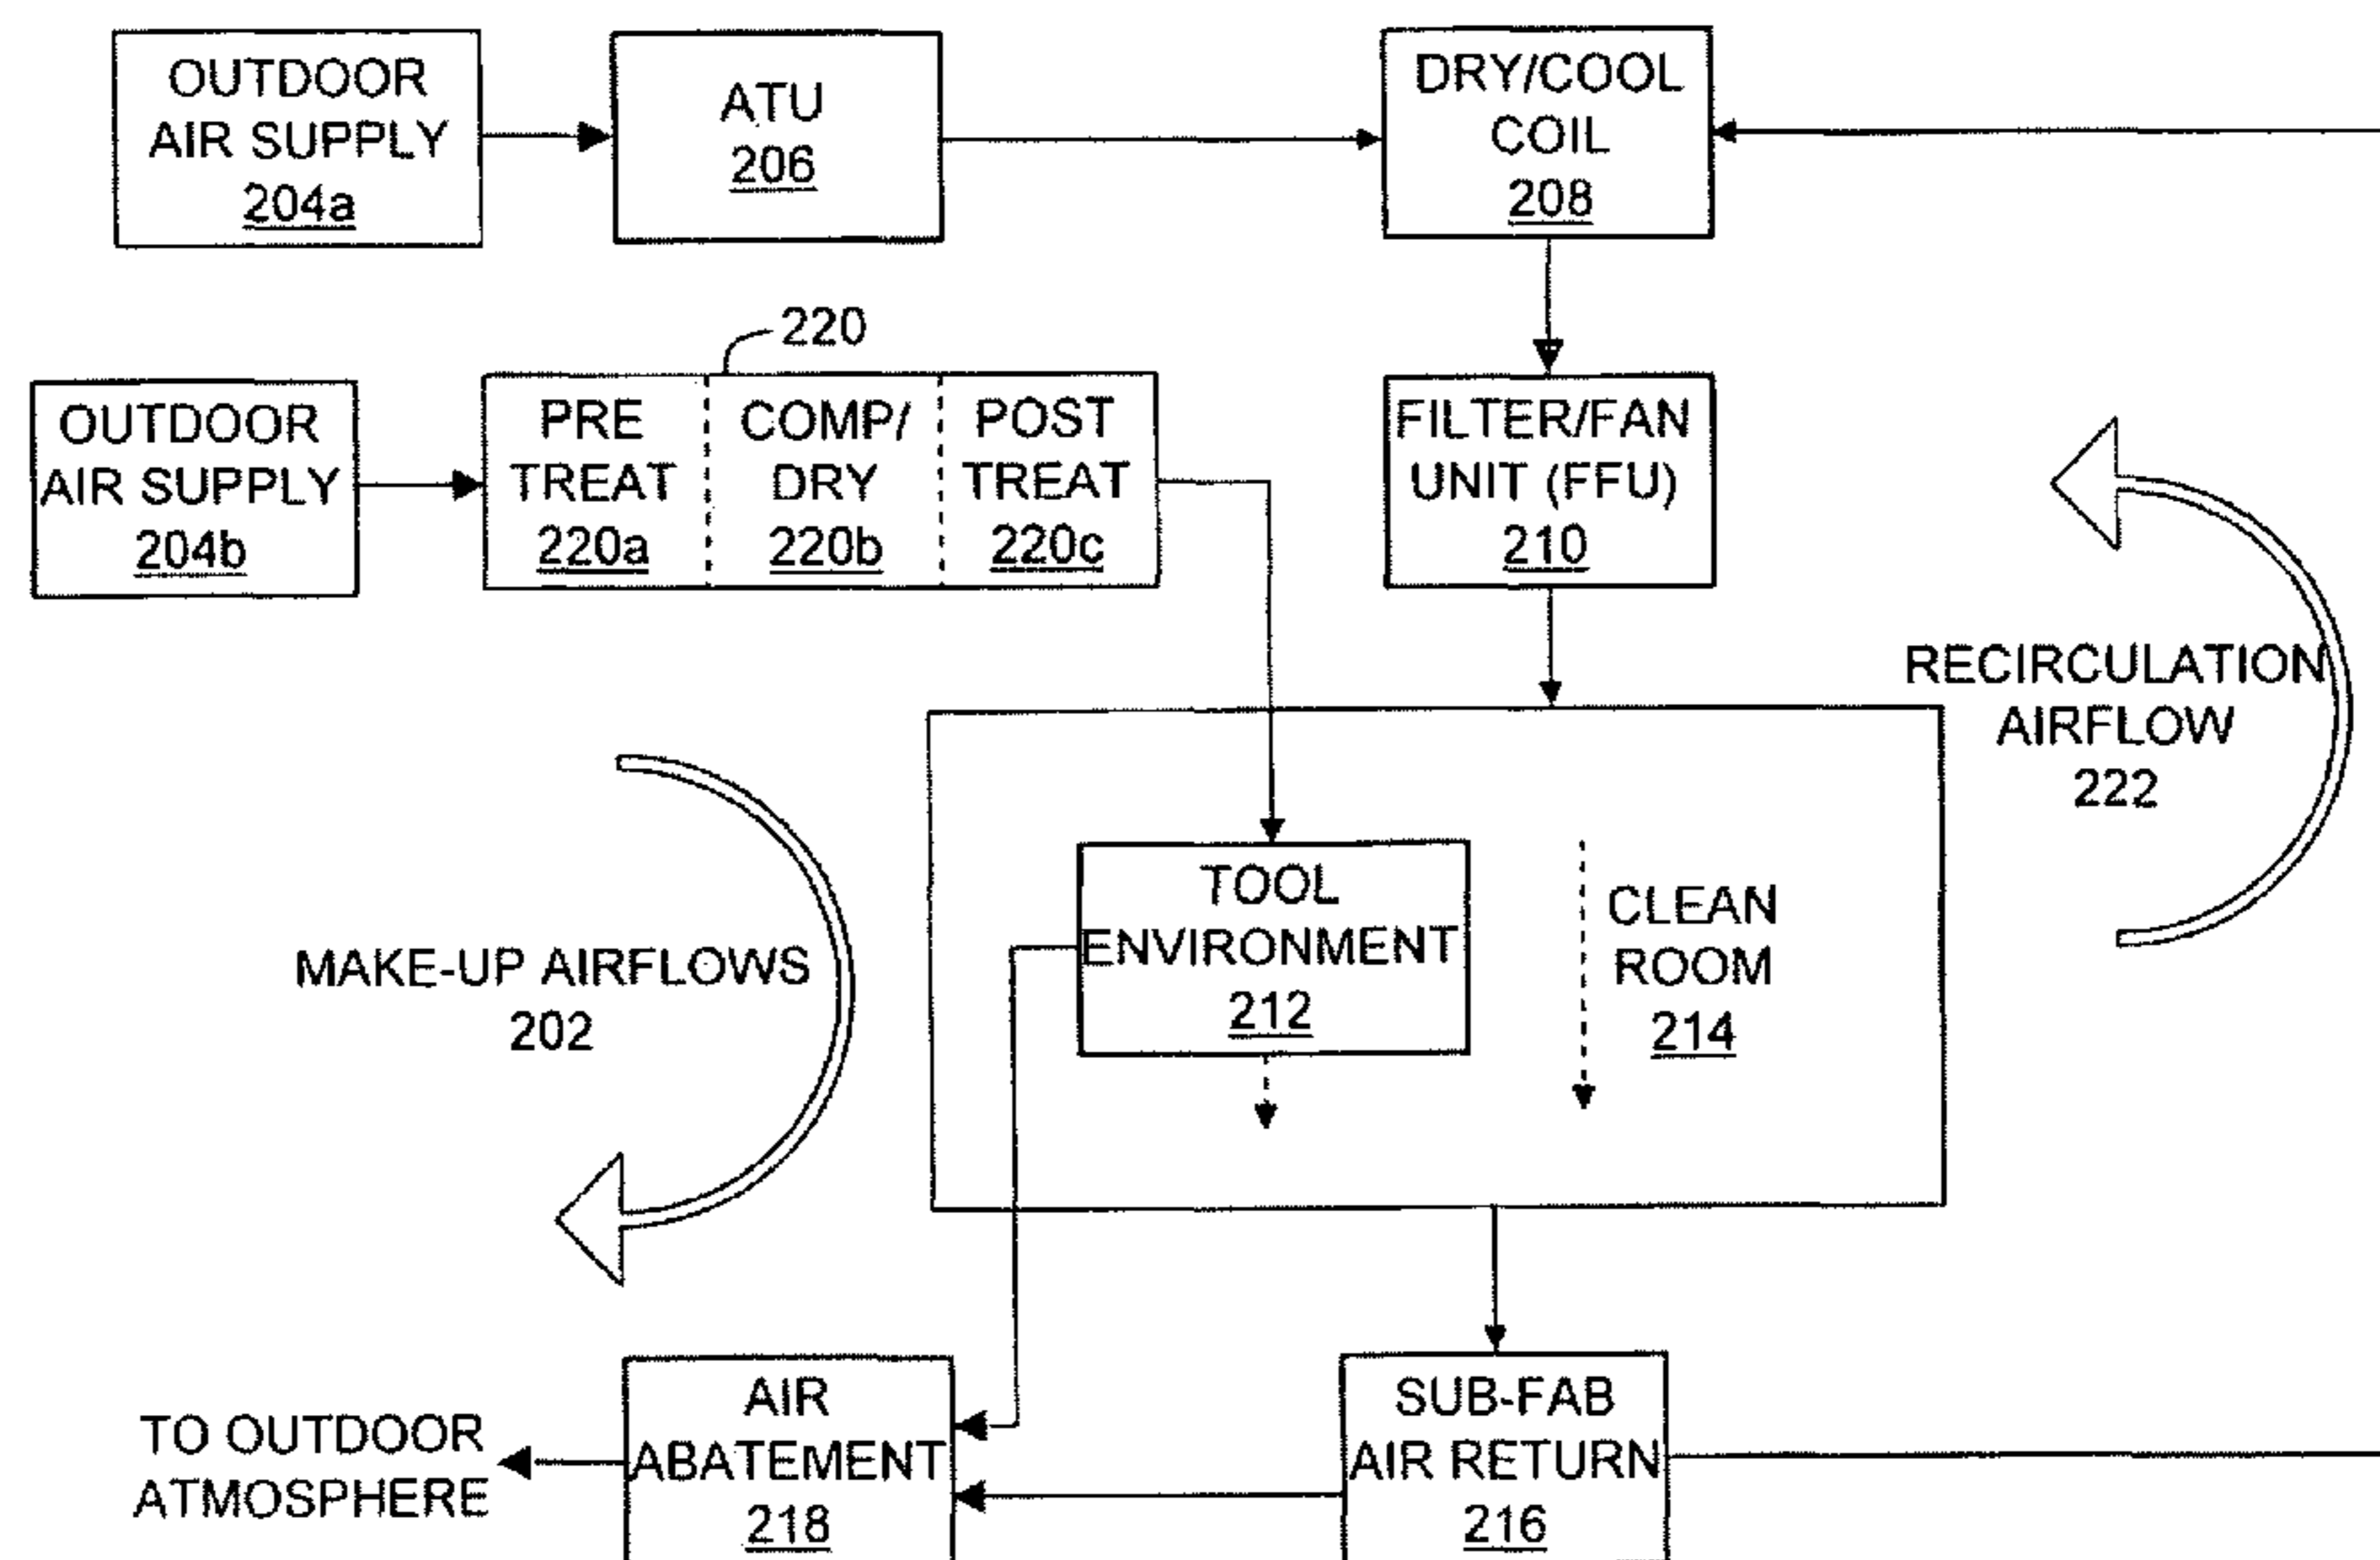 OUTDOOR
AIR SUPPLY
204a
ATU
206
DRY/COOL
COIL
208
220
OUTDOOR
AIR SUPPLY
204b
PRE
TREAT
220a
COMP/
DRY
220b
POST
TREAT
220c
FILTER/FAN
UNIT (FFU)
210
RECIRCULATION
AIRFLOW
222
MAKE-UP AIRFLOWS
202
TOOL
ENVIRONMENT
212
CLEAN
ROOM
214
TO OUTDOOR
ATMOSPHERE
AIR
ABATEMENT
218
SUB-FAB
AIR RETURN
216